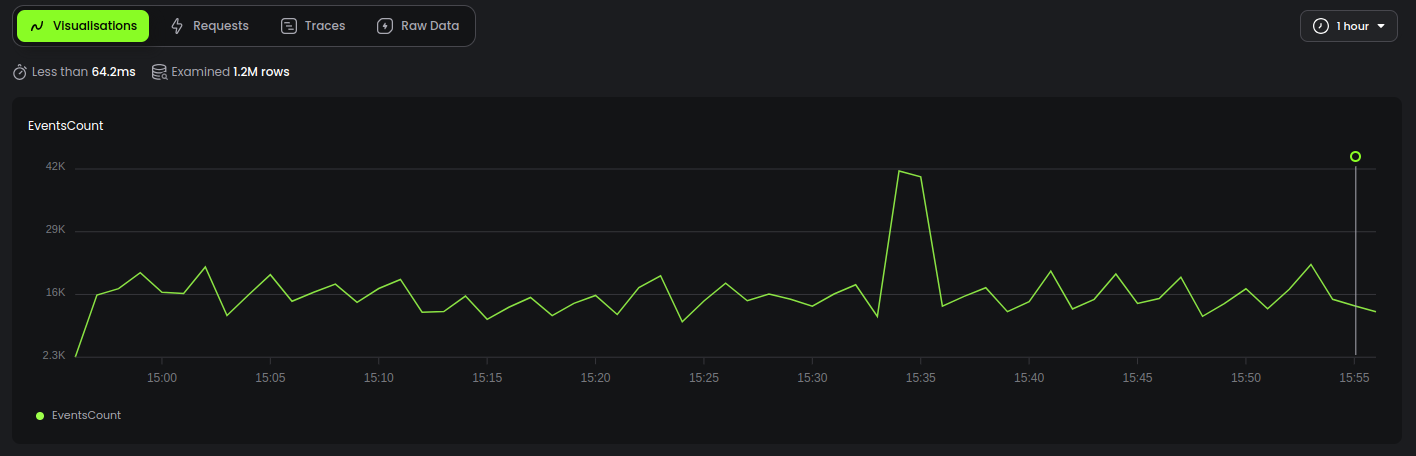 Visualisations Requests Traces Raw Data 1 hour
Less than 64.2ms Examined 1.2M rows
EventsCount
42K
29K
16K
2.3K
15:00 15:05 15:10 15:15 15:20 15:25 15:30 15:35 15:40 15:45 15:50 15:55
EventsCount